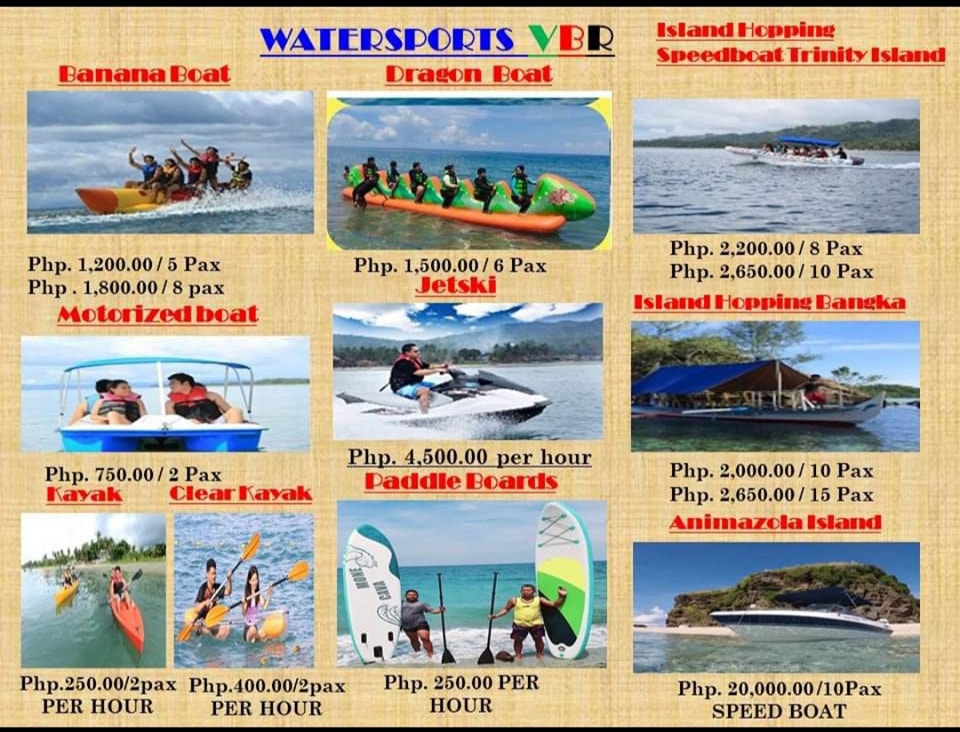 WATERSPORTS VBR
Island Hopping
Speedboat Trinity Island
Banana Boat
Dragon Boat
Php. 1,200.00 / 5 Pax
Php . 1,800.00 / 8 pax
Php. 1,500.00 / 6 Pax
Php. 2,200.00 / 8 Pax
Php. 2,650.00 / 10 Pax
Motorized boat
Jetski
Island Hopping Bangka
Php. 750.00 / 2 Pax
Php. 4,500.00 per hour
Php. 2,000.00 / 10 Pax
Php. 2,650.00 / 15 Pax
Kayak
Clear Kayak
Paddle Boards
Animazola Island
MONE
CAVA
Php.250.00/2pax
PER HOUR
Php.400.00/2pax
PER HOUR
Php. 250.00 PER
HOUR
Php. 20,000.00 /10Pax
SPEED BOAT